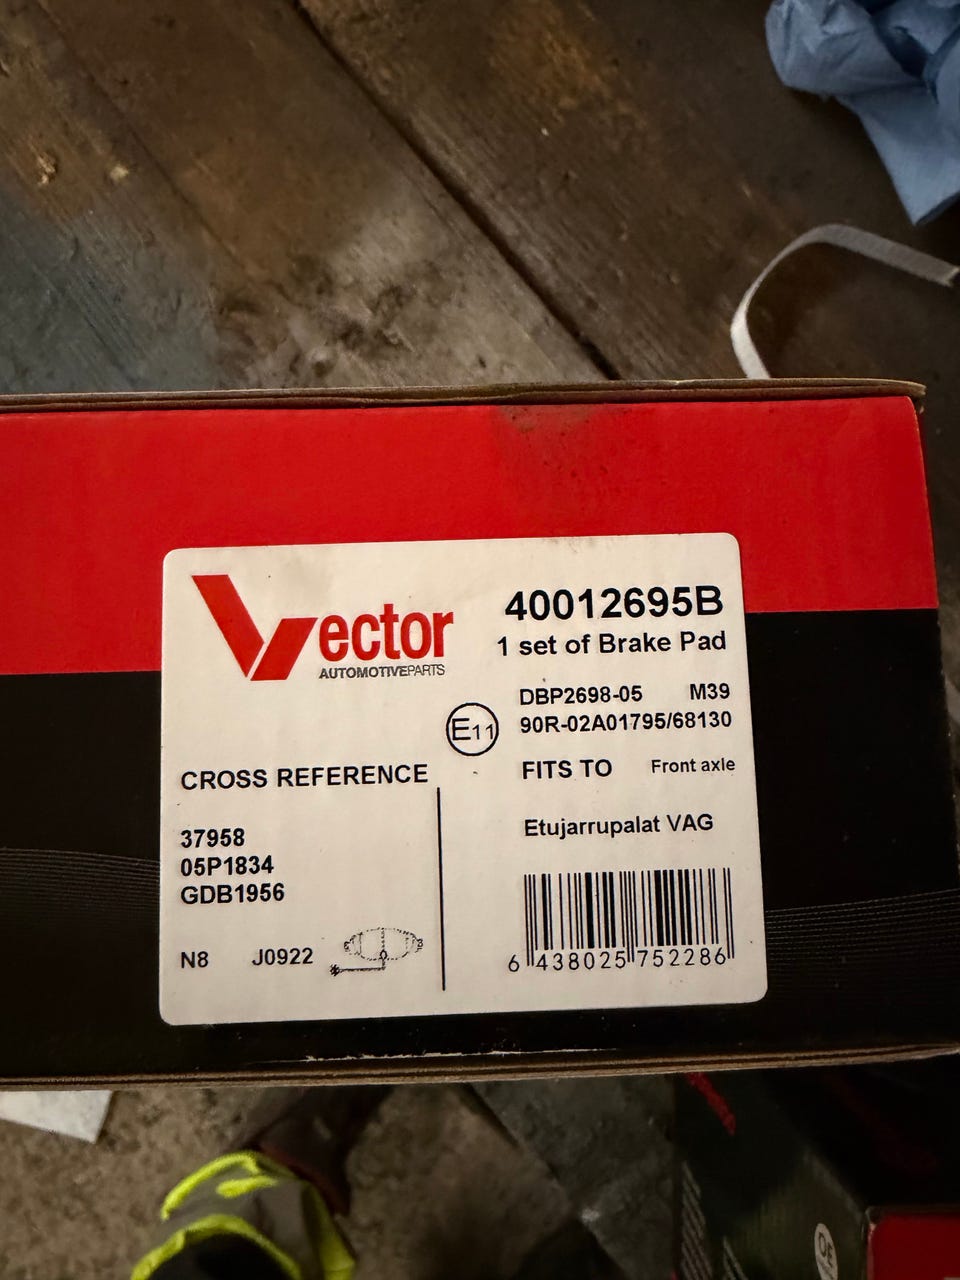 Vector
AUTOMOTIVEPARTS
40012695B
1 set of Brake Pad
DBP2698-05 M39
E11
90R-02A01795/68130
FITS TO Front axle
CROSS REFERENCE
Etujarrupalat VAG
37958
05P1834
GDB1956
N8 J0922
6 438025 752286
OE